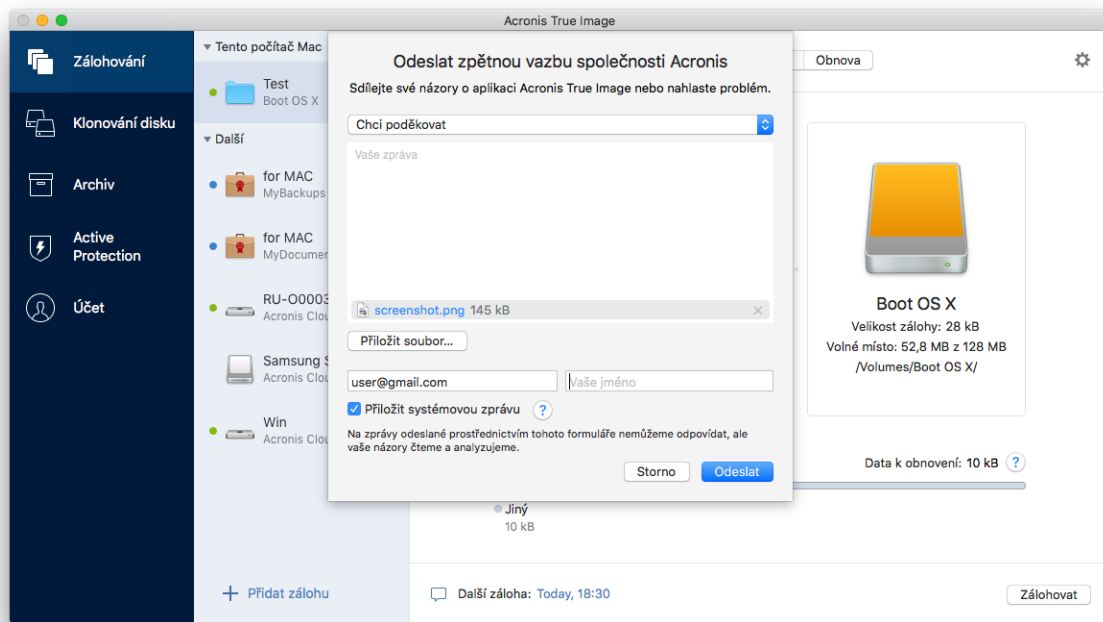 Acronis True Image
Zálohování
Klonování disku
Archiv
Active
Protection
Účet
Tento počítač Mac
Test
Boot OS X
Další
for MAC
MyBackups
for MAC
MyDocumen
RU-O0003
Acronis Clou
Samsung S
Acronis Clou
Win
Acronis Clou
Přidat zálohu
Odeslat zpětnou vazbu společnosti Acronis
Sdílejte své názory o aplikaci Acronis True Image nebo nahlaste problém.
Chci poděkovat
Vaše zpráva
screenshot.png 145 kB
Přiložit soubor...
user@gmail.com
Vaše jméno
Přiložit systémovou zprávu ?
Na zprávy odeslané prostřednictvím tohoto formuláře nemůžeme odpovídat, ale
vaše názory čteme a analyzujeme.
Storno
Odeslat
Obnova
Boot OS X
Velikost zálohy: 28 kB
Volné místo: 52,8 MB z 128 MB
/Volumes/Boot OS X/
Data k obnovení: 10 kB ?
Jiný
10 kB
Další záloha: Today, 18:30
Zálohovat